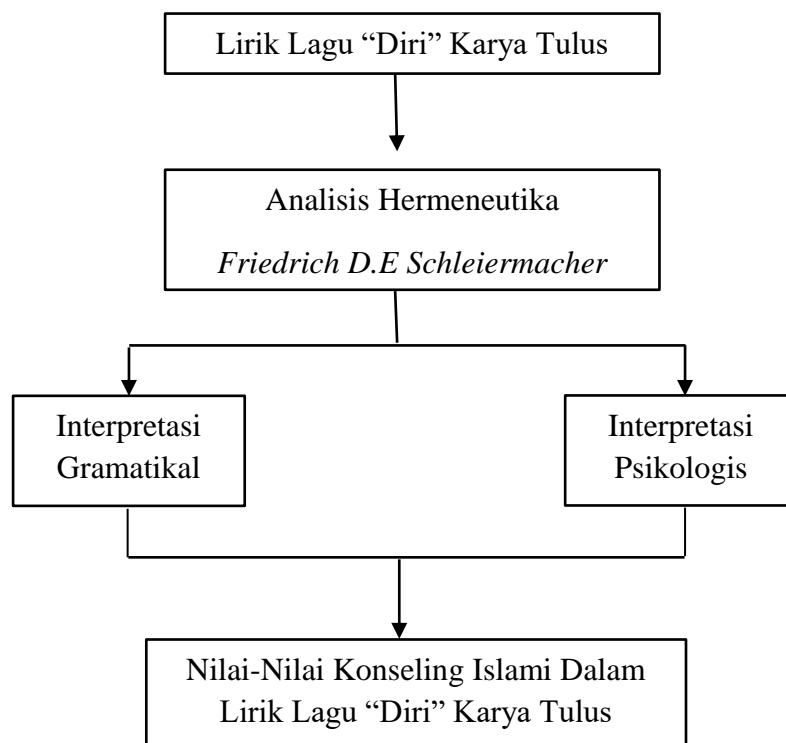 Lirik Lagu “Diri” Karya Tulus
Analisis Hermeneutika
Friedrich D.E Schleiermacher
Interpretasi
Gramatikal
Interpretasi
Psikologis
Nilai-Nilai Konseling Islami Dalam
Lirik Lagu “Diri” Karya Tulus